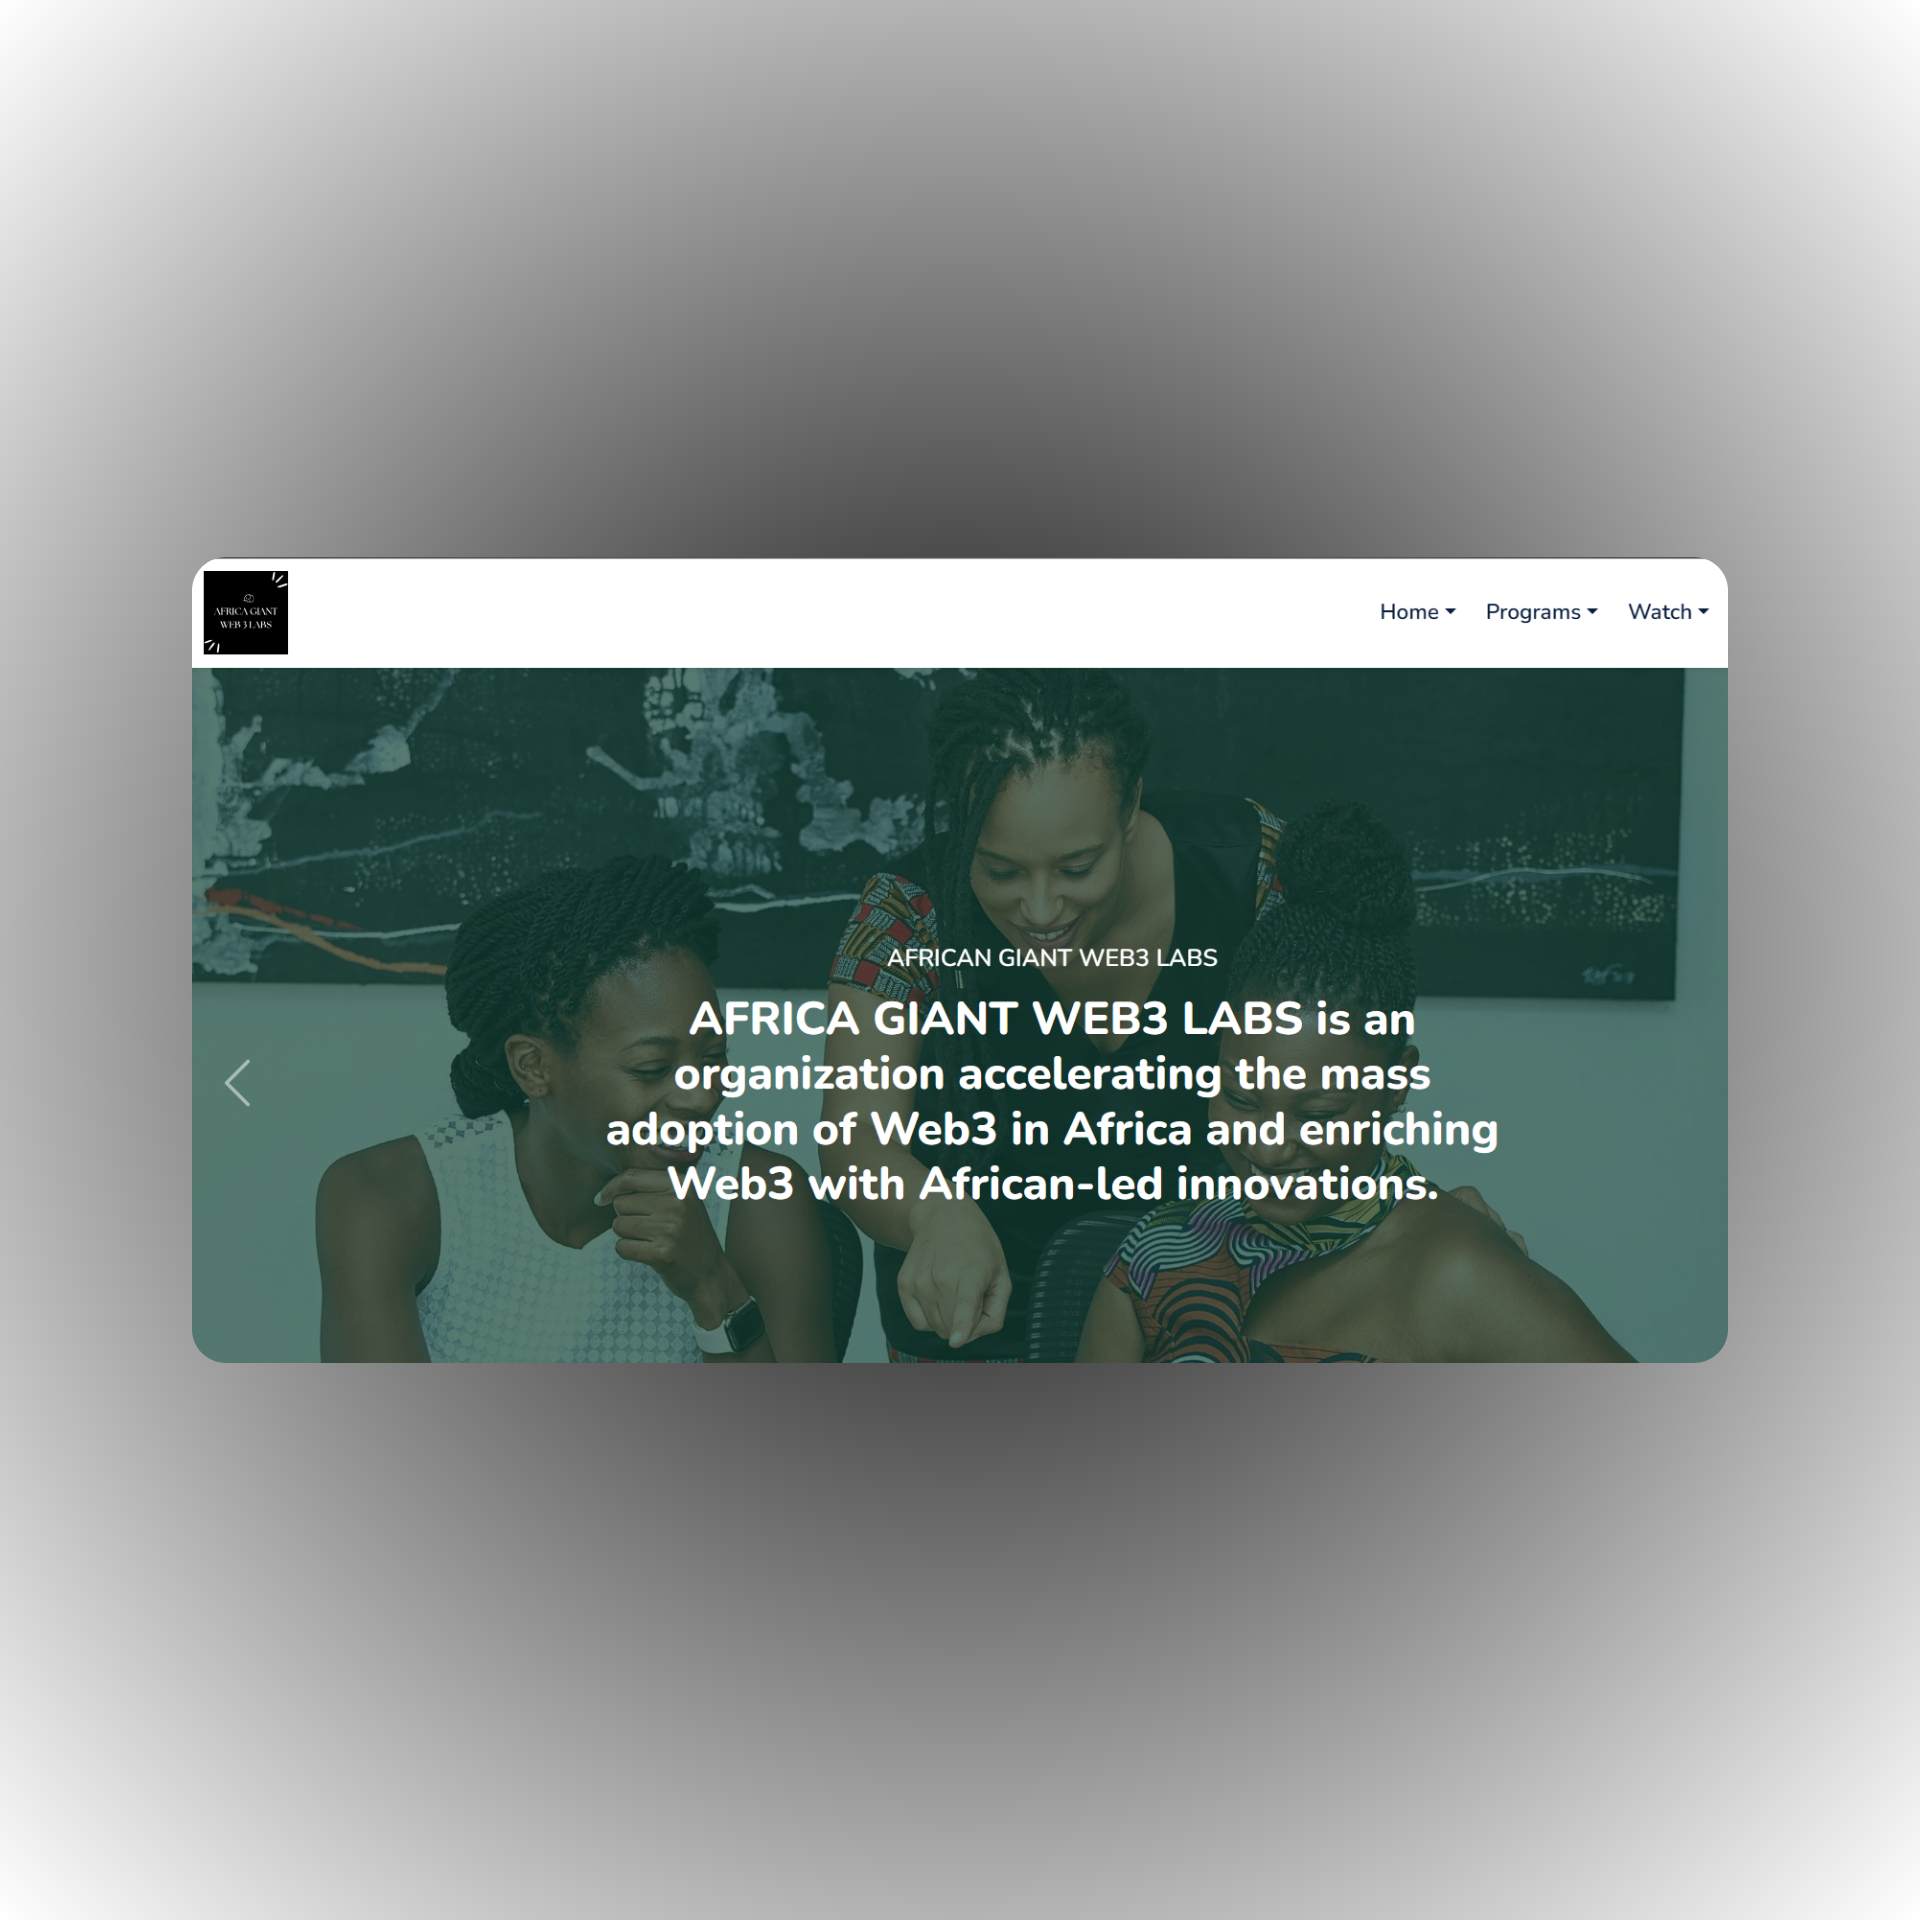 AFRICA GIANT
WEB 3 LABS
Home
Programs
Watch
AFRICAN GIANT WEB3 LABS
AFRICA GIANT WEB3 LABS is an
organization accelerating the mass
adoption of Web3 in Africa and enriching
Web3 with African-led innovations.